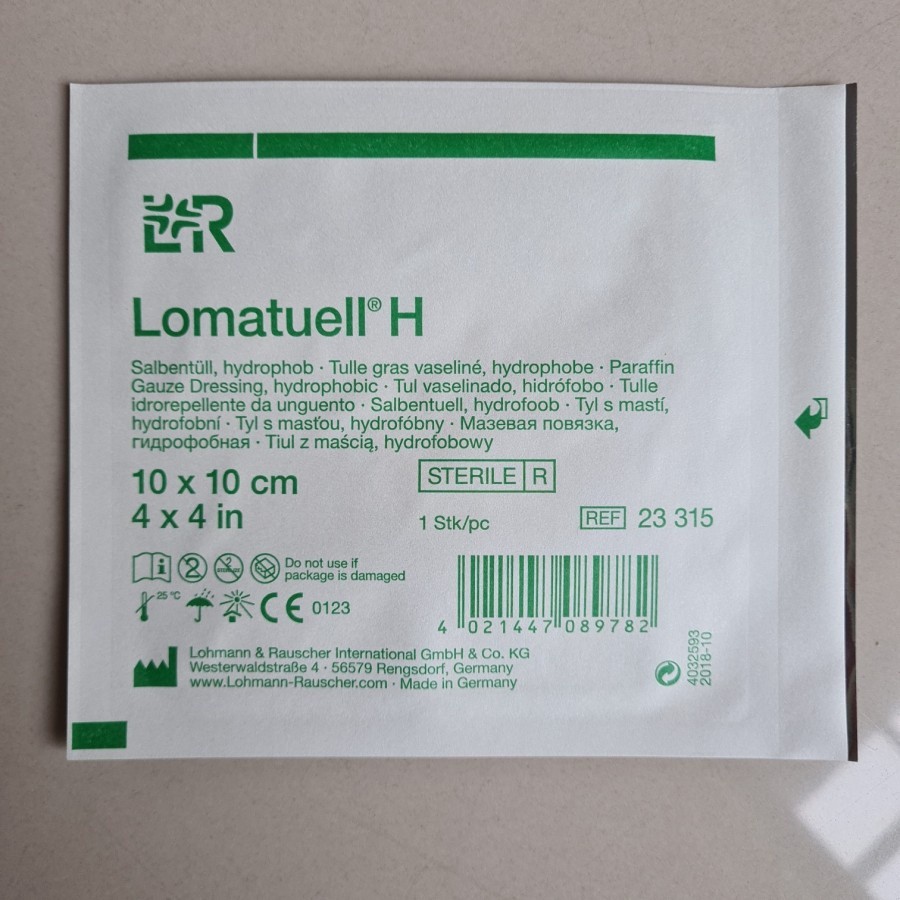 L&R
Lomatuell® H
Salbentüll, hydrophob · Tulle gras vaseliné, hydrophobe · Paraffin
Gauze Dressing, hydrophobic · Tul vaselinado, hidrófobo · Tulle
idrorepellente da unguento · Salbentuell, hydrofoob · Tyl s mastí,
hydrofobní · Tyl s masťou, hydrofóbny · Мазевая повязка,
гидрофобная · Tiul z maścią, hydrofobowy
10 x 10 cm
4 x 4 in
STERILE R
1 Stk/pc
REF 23 315
2
Do not use if
package is damaged
25 °C
CE 0123
4 021447 089782
Lohmann & Rauscher International GmbH & Co. KG
Westerwaldstraße 4 · 56579 Rengsdorf, Germany
www.Lohmann-Rauscher.com · Made in Germany
4032593
2018-10